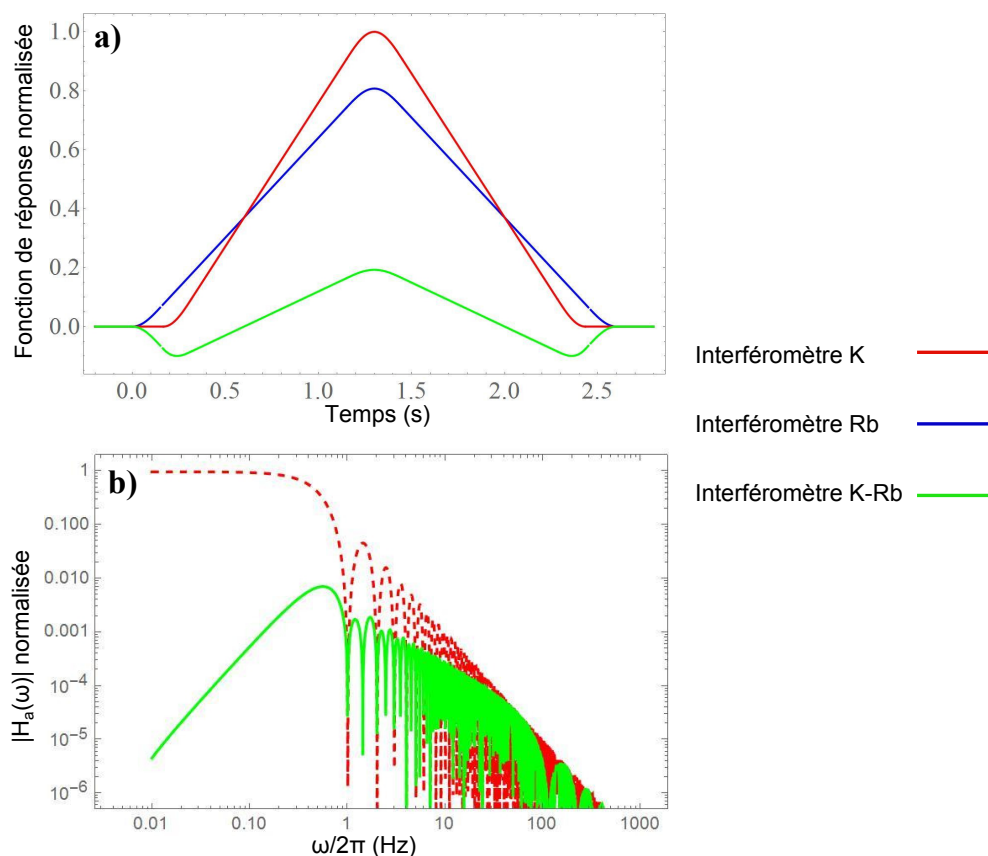 a)
Fonction de réponse normalisée
1.0
0.8
0.6
0.4
0.2
0.0
0.0 0.5 1.0 1.5 2.0 2.5
Temps (s)
Interféromètre K
Interféromètre Rb
Interféromètre K-Rb
b)
|Hₐ(ω)| normalisée
1
0.100
0.010
0.001
10⁻⁴
10⁻⁵
10⁻⁶
0.01 0.10 1 10 100 1000
ω/2π (Hz)